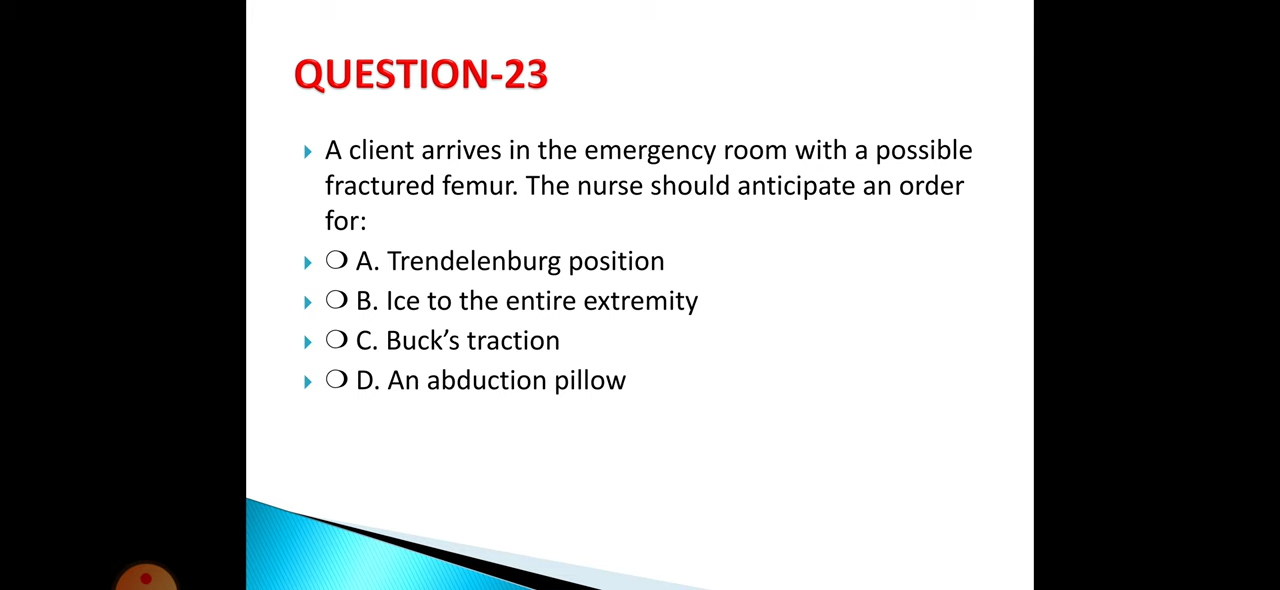 QUESTION-23
A client arrives in the emergency room with a possible
fractured femur. The nurse should anticipate an order
for:
❍ A. Trendelenburg position
❍ B. Ice to the entire extremity
❍ C. Buck’s traction
❍ D. An abduction pillow